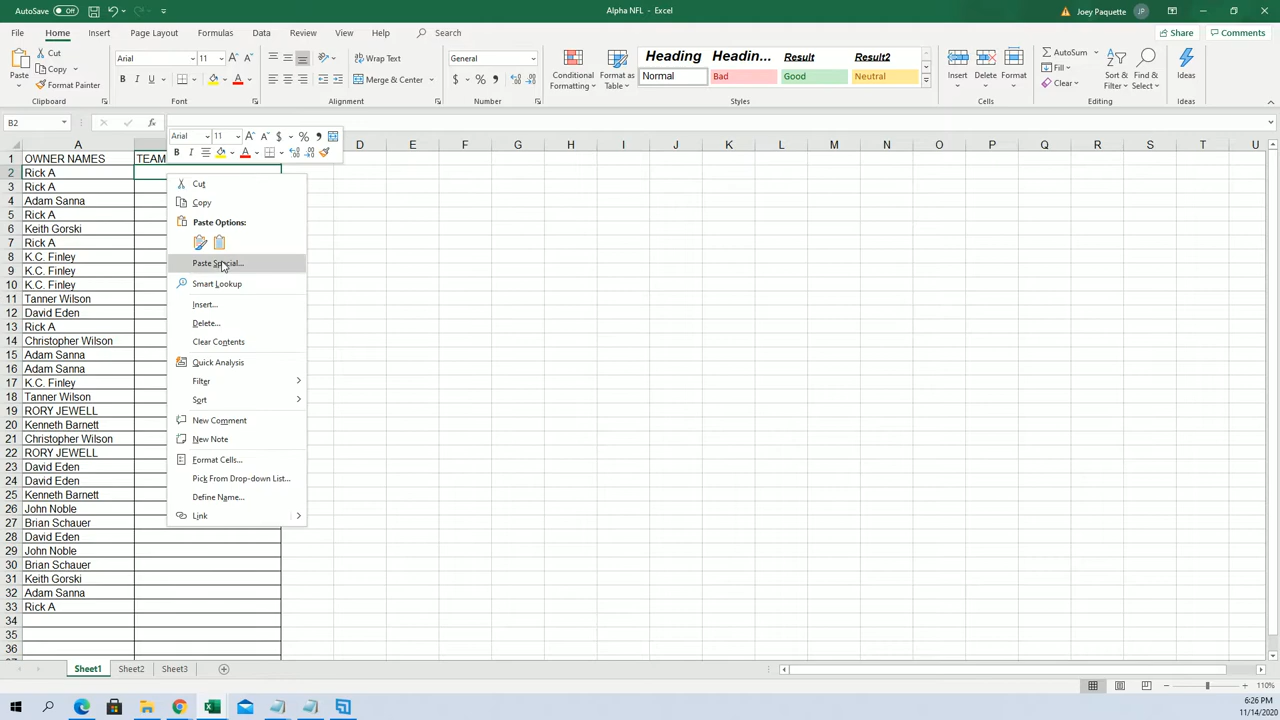 AutoSave Off
Alpha NFL - Excel
Joey Paquette JP
File Home Insert Page Layout Formulas Data Review View Help Search Share Comments
Paste Cut Copy Format Painter Clipboard
Arial 11 B I U A Font
Wrap Text Merge & Center Alignment
General $ % Number
Conditional Formatting Format as Table
Heading Headin... Result Result2
Normal Bad Good Neutral
Styles
Insert Delete Format Cells
AutoSum Fill Clear Sort & Filter Find & Select Editing
Ideas Ideas
B2 fx
Arial 11 A A $ %
B I A
A B D E F G H I J K L M N O P Q R S T U
1 OWNER NAMES TEAM
2 Rick A
3 Rick A
4 Adam Sanna
5 Rick A
6 Keith Gorski
7 Rick A
8 K.C. Finley
9 K.C. Finley
10 K.C. Finley
11 Tanner Wilson
12 David Eden
13 Rick A
14 Christopher Wilson
15 Adam Sanna
16 Adam Sanna
17 K.C. Finley
18 Tanner Wilson
19 RORY JEWELL
20 Kenneth Barnett
21 Christopher Wilson
22 RORY JEWELL
23 David Eden
24 David Eden
25 Kenneth Barnett
26 John Noble
27 Brian Schauer
28 David Eden
29 John Noble
30 Brian Schauer
31 Keith Gorski
32 Adam Sanna
33 Rick A
34
35
36
Cut
Copy
Paste Options:
Paste Special...
Smart Lookup
Insert...
Delete...
Clear Contents
Quick Analysis
Filter
Sort
New Comment
New Note
Format Cells...
Pick From Drop-down List...
Define Name...
Link
Sheet1 Sheet2 Sheet3
110%
6:26 PM
11/14/2020